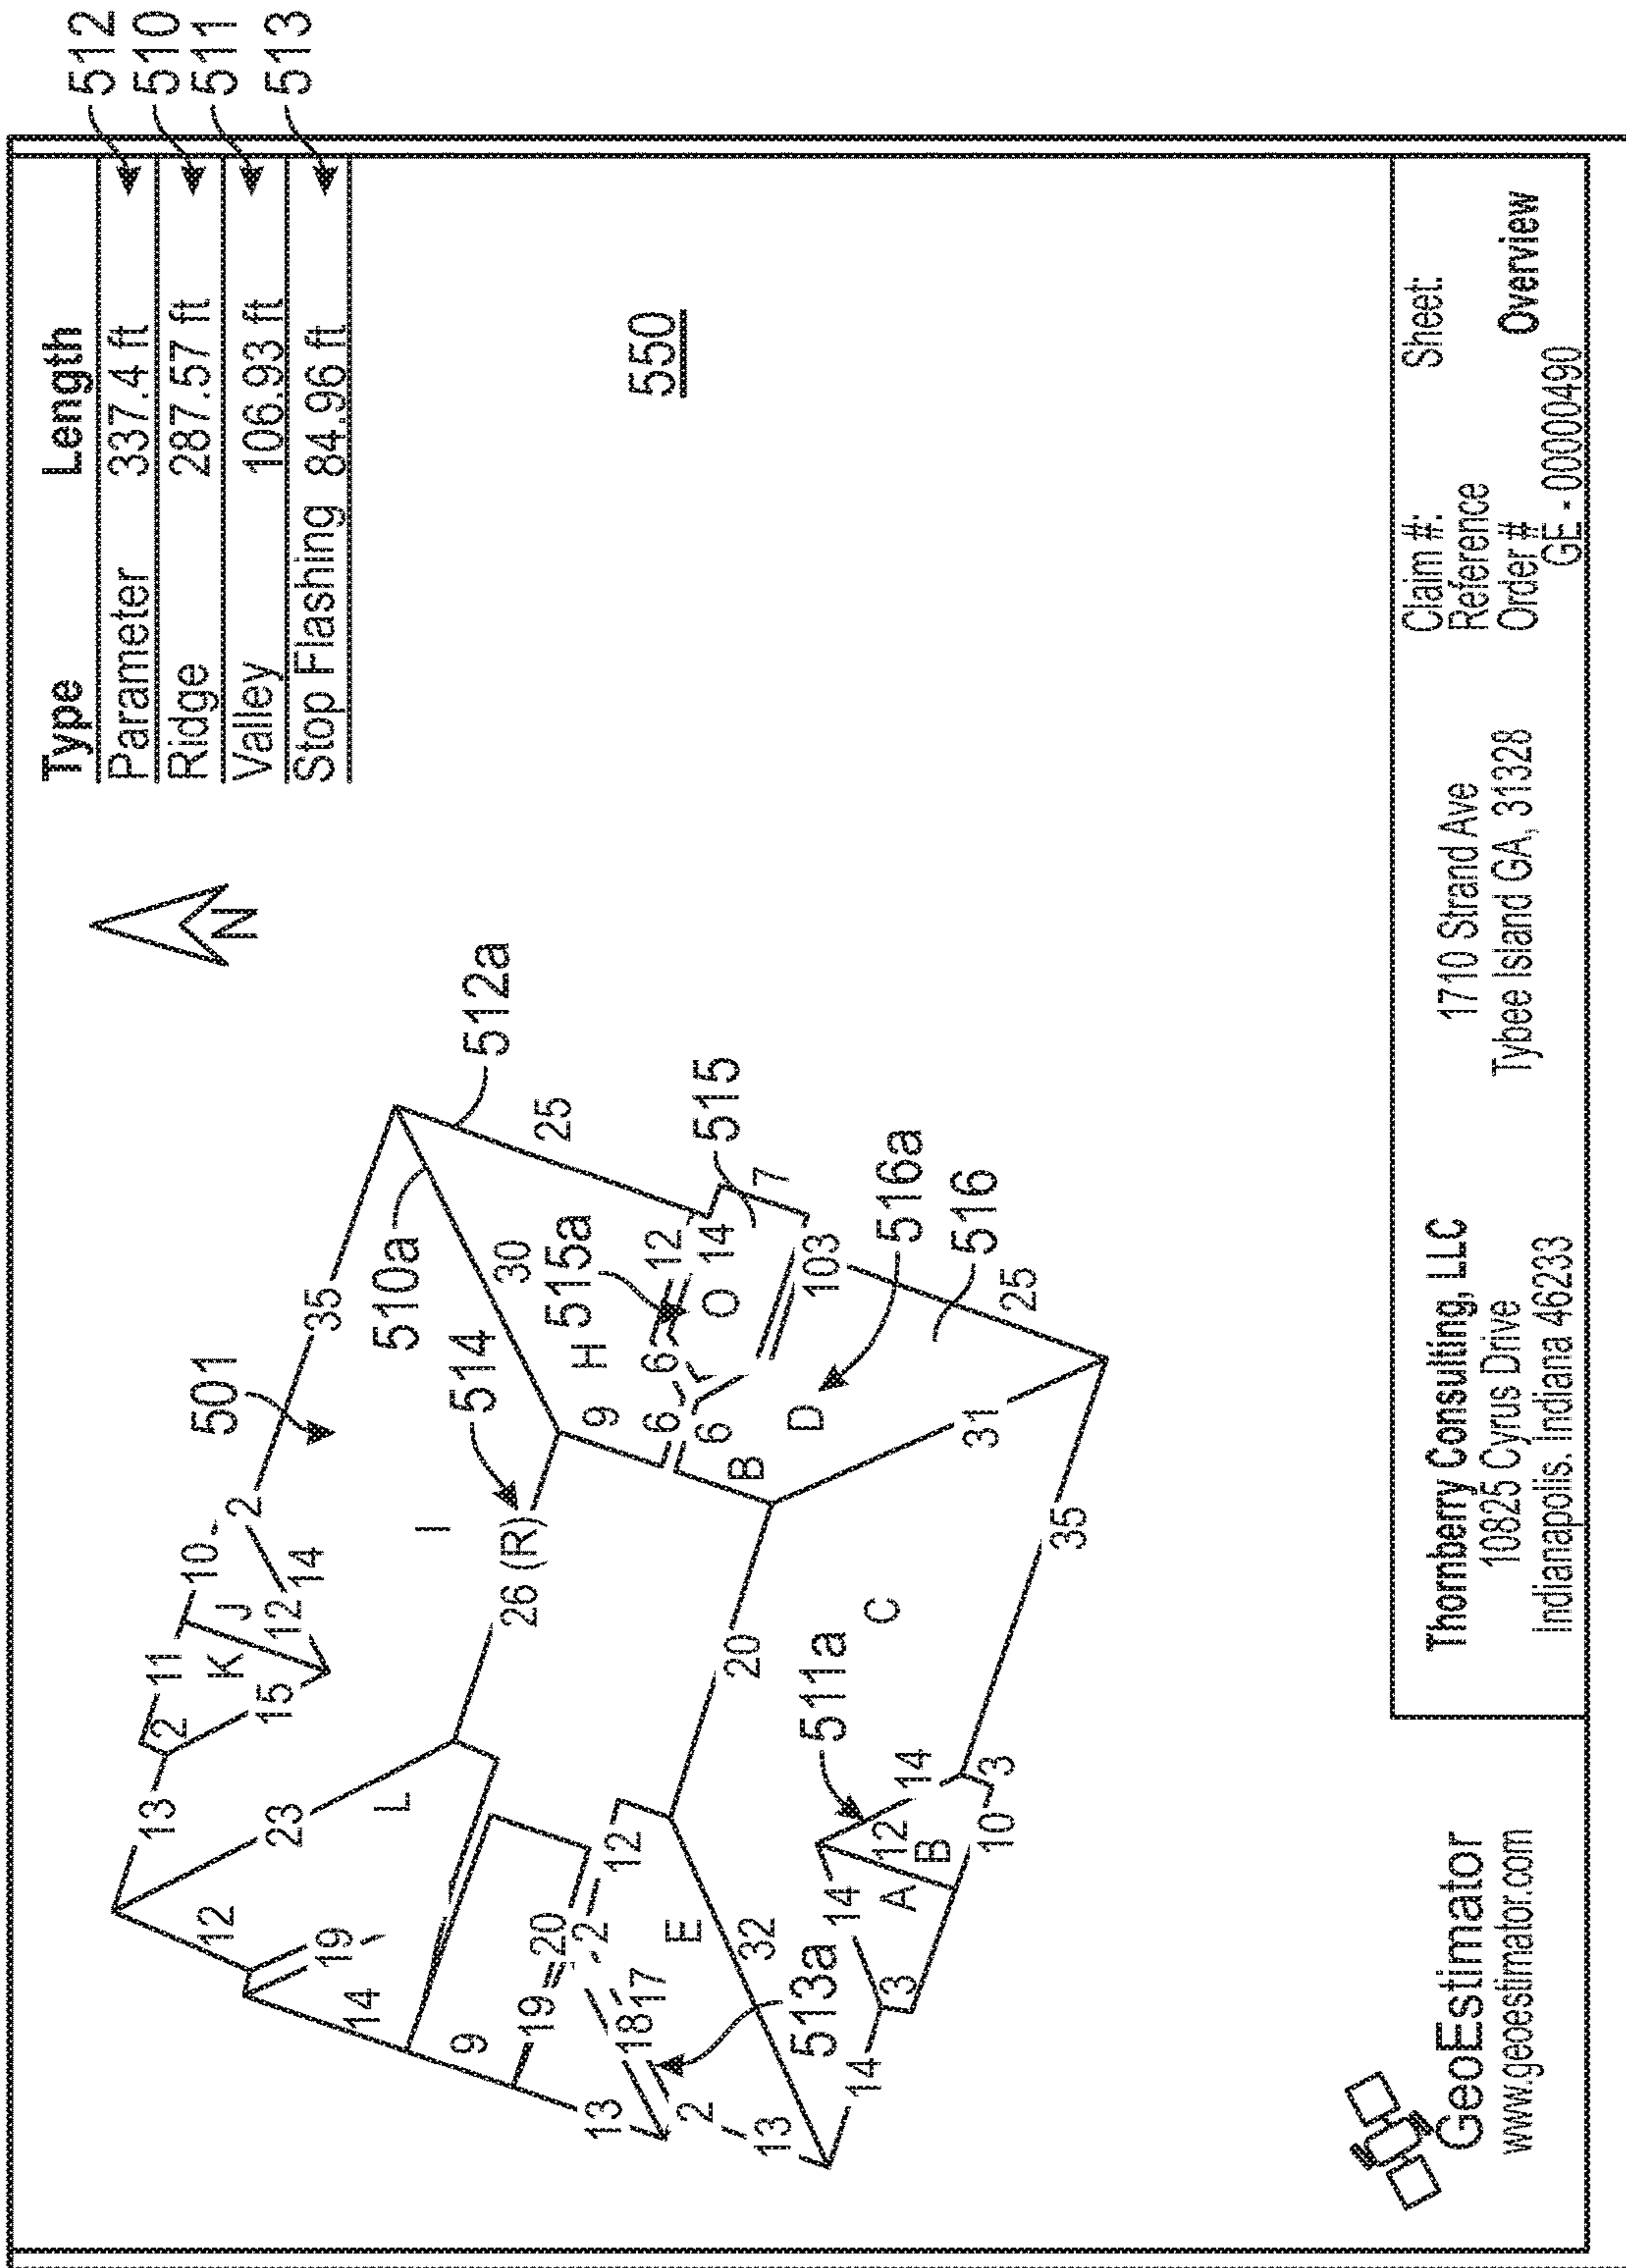 Type Length
Parameter 337.4 ft 512
Ridge 287.57 ft 510
Valley 106.93 ft 511
Stop Flashing 84.96 ft 513
N
501
550
13
2
11
K
J
10
2
35
12
23
15
12
14
19
14
L
I
510a
512a
26 (R)
514
30
25
9
19
20
2
12
H
515a
9
6
6
6
12
14
O
515
7
13
18
17
2
13
E
32
20
B
D
103
516a
516
25
31
513a
511a
14
3
14
A
12
B
14
C
10
3
35
GeoEstimator
www.geoestimator.com
Thornberry Consulting, LLC
10825 Cyrus Drive
Indianapolis. Indiana 46233
1710 Strand Ave
Tybee Island GA, 31328
Claim #:
Reference
Order #
GE - 00000490
Sheet:
Overview